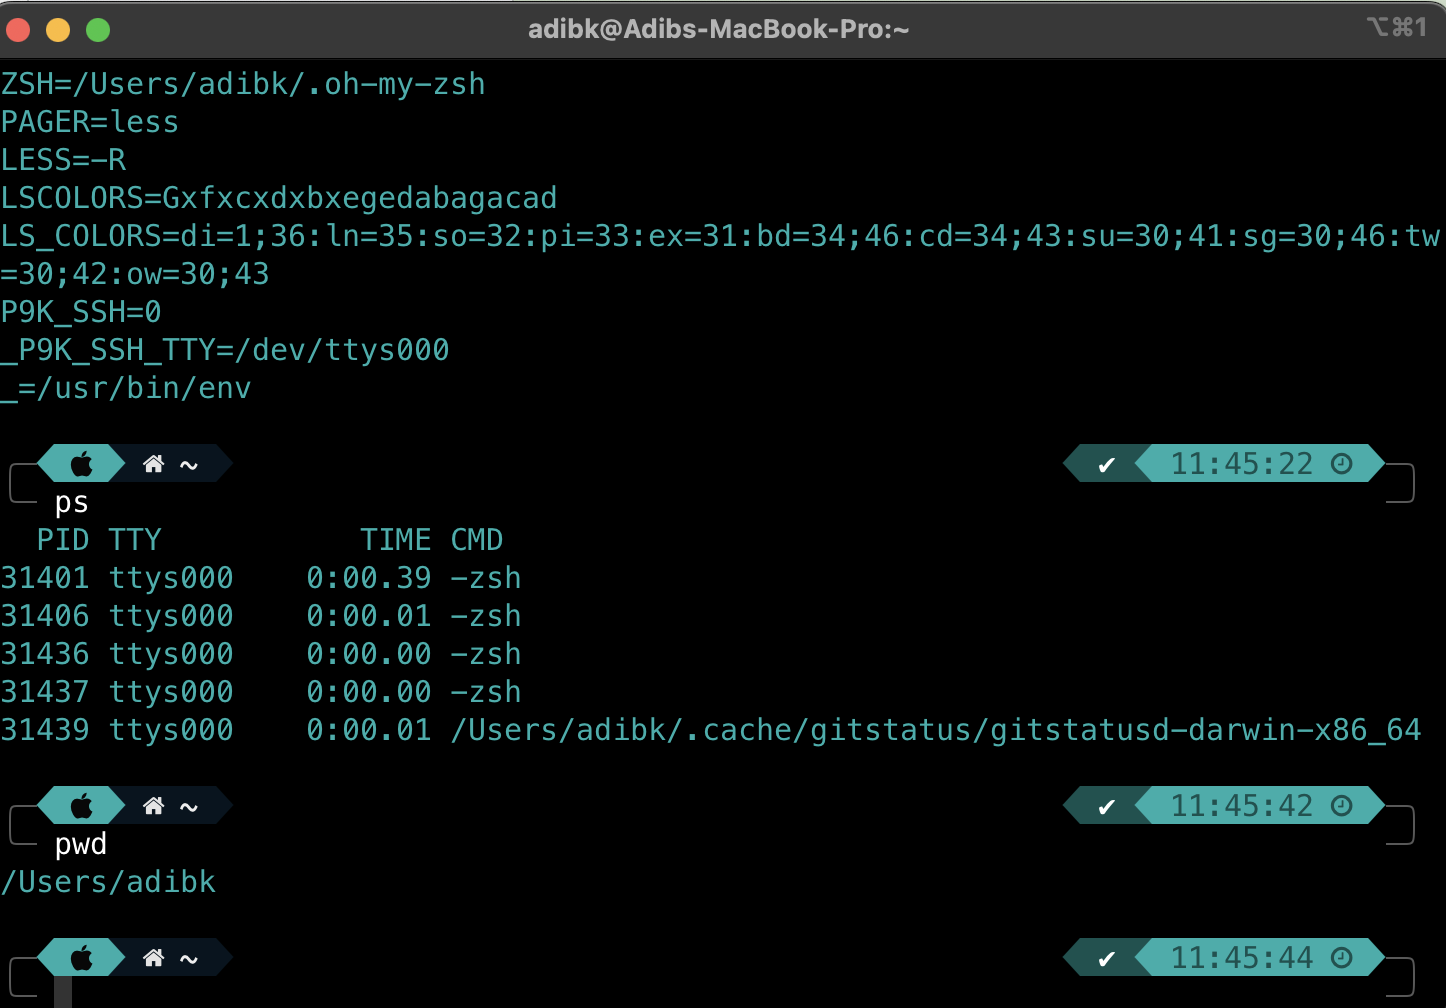 adibk@Adibs-MacBook-Pro:~
⌥⌘1
ZSH=/Users/adibk/.oh-my-zsh
PAGER=less
LESS=-R
LSCOLORS=Gxfxcxdxbxegedabagacad
LS_COLORS=di=1;36:ln=35:so=32:pi=33:ex=31:bd=34;46:cd=34;43:su=30;41:sg=30;46:tw
=30;42:ow=30;43
P9K_SSH=0
_P9K_SSH_TTY=/dev/ttys000
_=/usr/bin/env
~ ✔ 11:45:22
ps
PID TTY TIME CMD
31401 ttys000 0:00.39 -zsh
31406 ttys000 0:00.01 -zsh
31436 ttys000 0:00.00 -zsh
31437 ttys000 0:00.00 -zsh
31439 ttys000 0:00.01 /Users/adibk/.cache/gitstatus/gitstatusd-darwin-x86_64
~ ✔ 11:45:42
pwd
/Users/adibk
~ ✔ 11:45:44